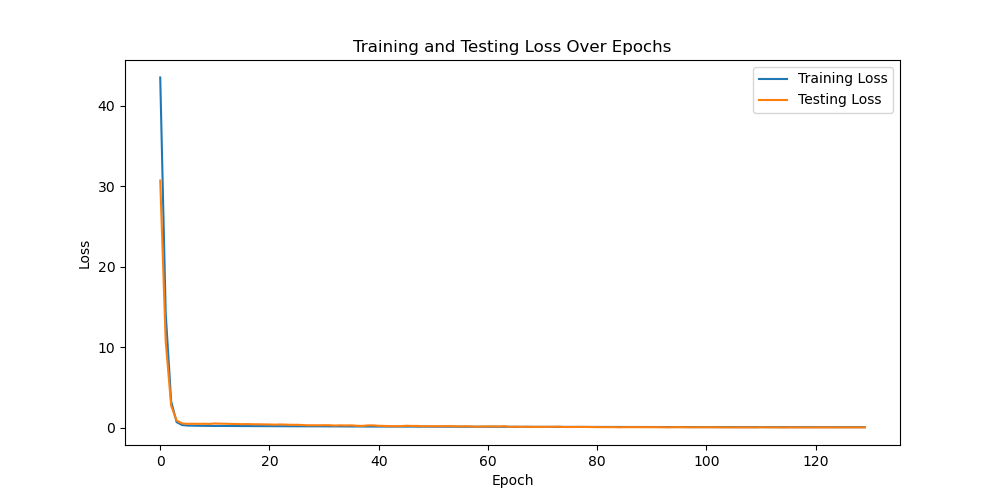 Training and Testing Loss Over Epochs
Training Loss
Testing Loss
40
30
20
10
0
Loss
0 20 40 60 80 100 120
Epoch